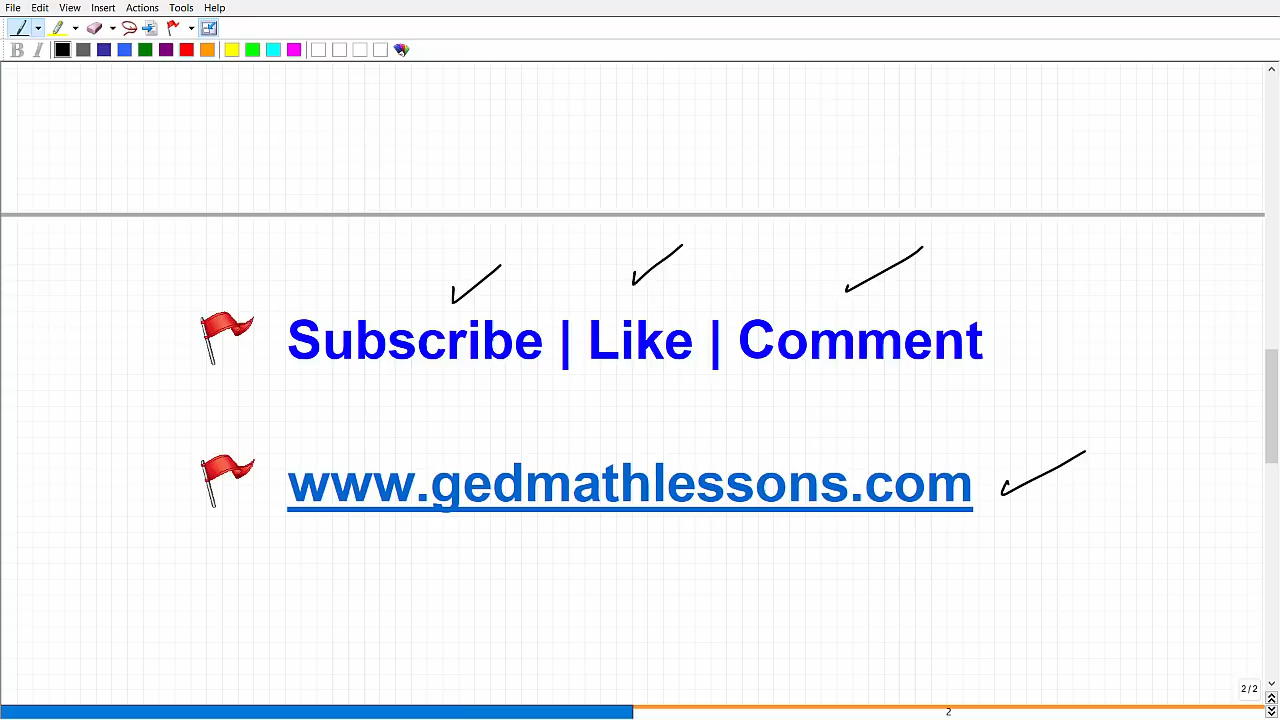 File Edit View Insert Actions Tools Help
B I
Subscribe | Like | Comment
www.gedmathlessons.com
2/2
2